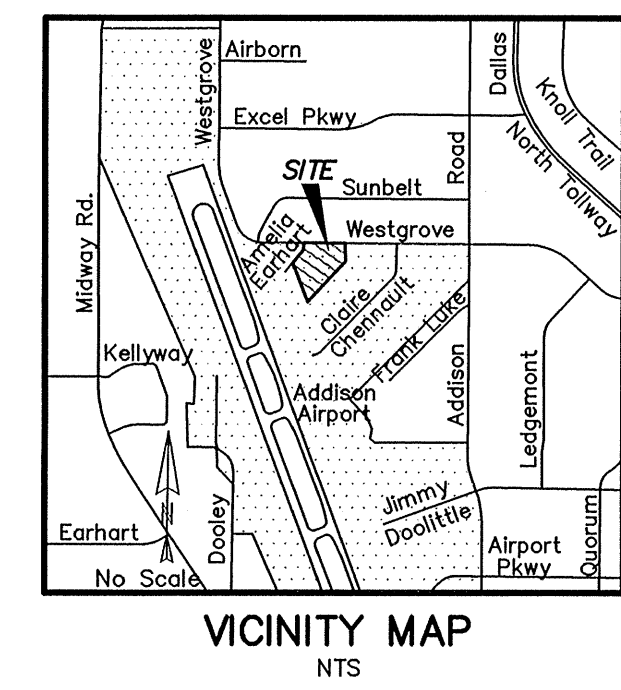 Airborn
Westgrove
Dallas
Knoll Trail
North Tollway
Excel Pkwy
Road
SITE
Sunbelt
Westgrove
Amelia
Earhart
Midway Rd.
Claire
Chennault
Frank Luke
Kellyway
Addison
Airport
Addison
Ledgemont
Jimmy
Doolittle
Dooley
Earhart
No Scale
Airport
Pkwy
Quorum
VICINITY MAP
NTS